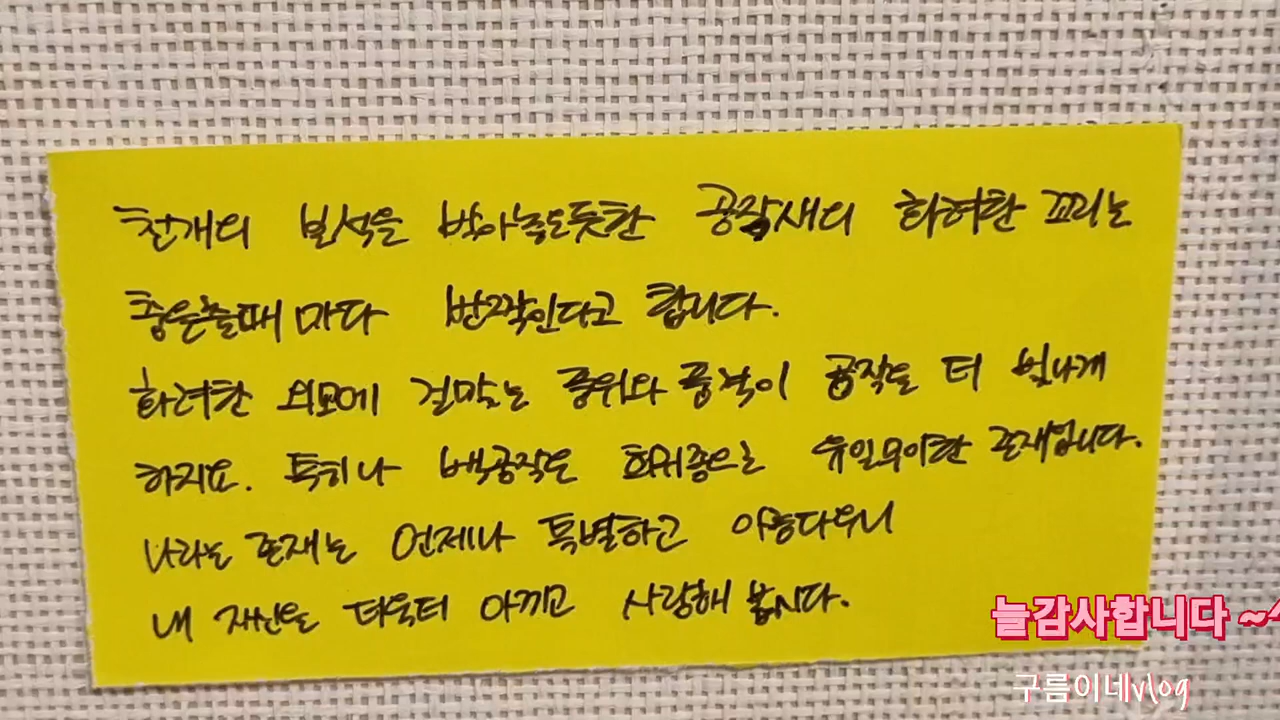 천개의 보석을 박아놓은듯한 공작새의 화려한 꼬리는
춤을출때 마다 반짝인다고 합니다.
화려한 외모에 걸맞는 품위와 품격이 공작을 더 빛나게
하지요. 특히나 백공작은 희귀종으로 유일무이한 존재입니다.
나라는 존재는 언제나 특별하고 아름다우니
내 자신을 더욱더 아끼고 사랑해 봅시다.
늘감사합니다 ~^
구름이네vlog